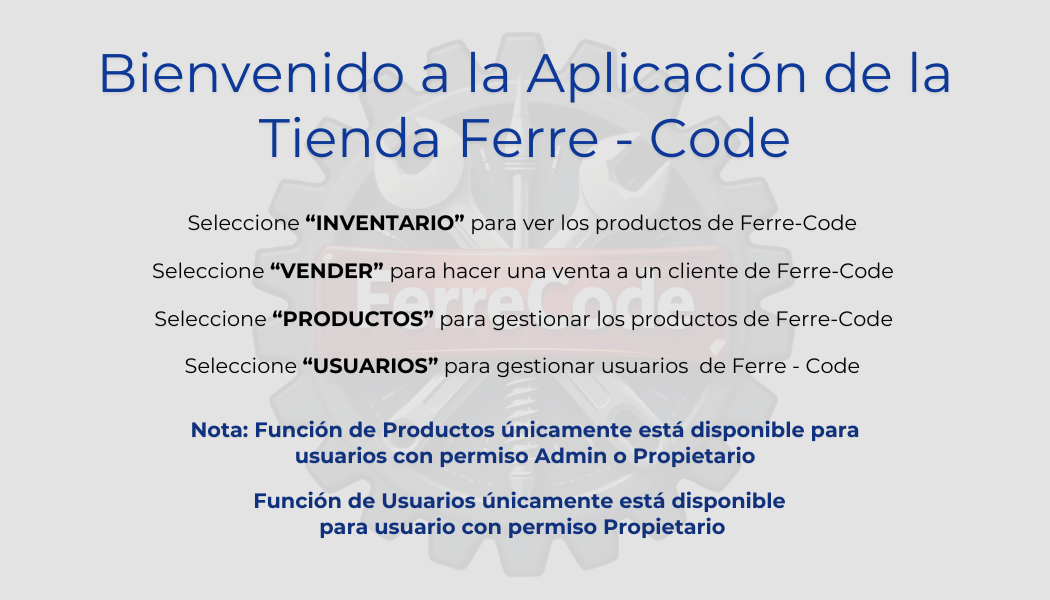 Bienvenido a la Aplicación de la
Tienda Ferre - Code
Seleccione “INVENTARIO” para ver los productos de Ferre-Code
Seleccione “VENDER” para hacer una venta a un cliente de Ferre-Code
FerreCode
Seleccione “PRODUCTOS” para gestionar los productos de Ferre-Code
Seleccione “USUARIOS” para gestionar usuarios  de Ferre - Code
Nota: Función de Productos únicamente está disponible para
usuarios con permiso Admin o Propietario
Función de Usuarios únicamente está disponible
para usuario con permiso Propietario